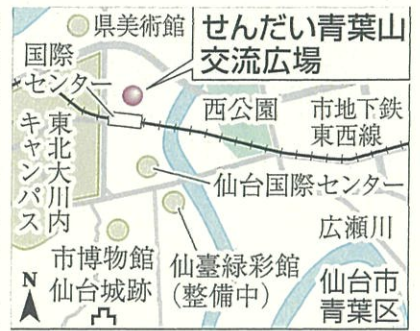 県美術館
せんだい青葉山
交流広場
国際
センター
西公園
市地下鉄
東西線
東北大川内
キャンパス
仙台国際センター
広瀬川
市博物館
仙台城跡
仙臺緑彩館
(整備中)
仙台市
青葉区
N